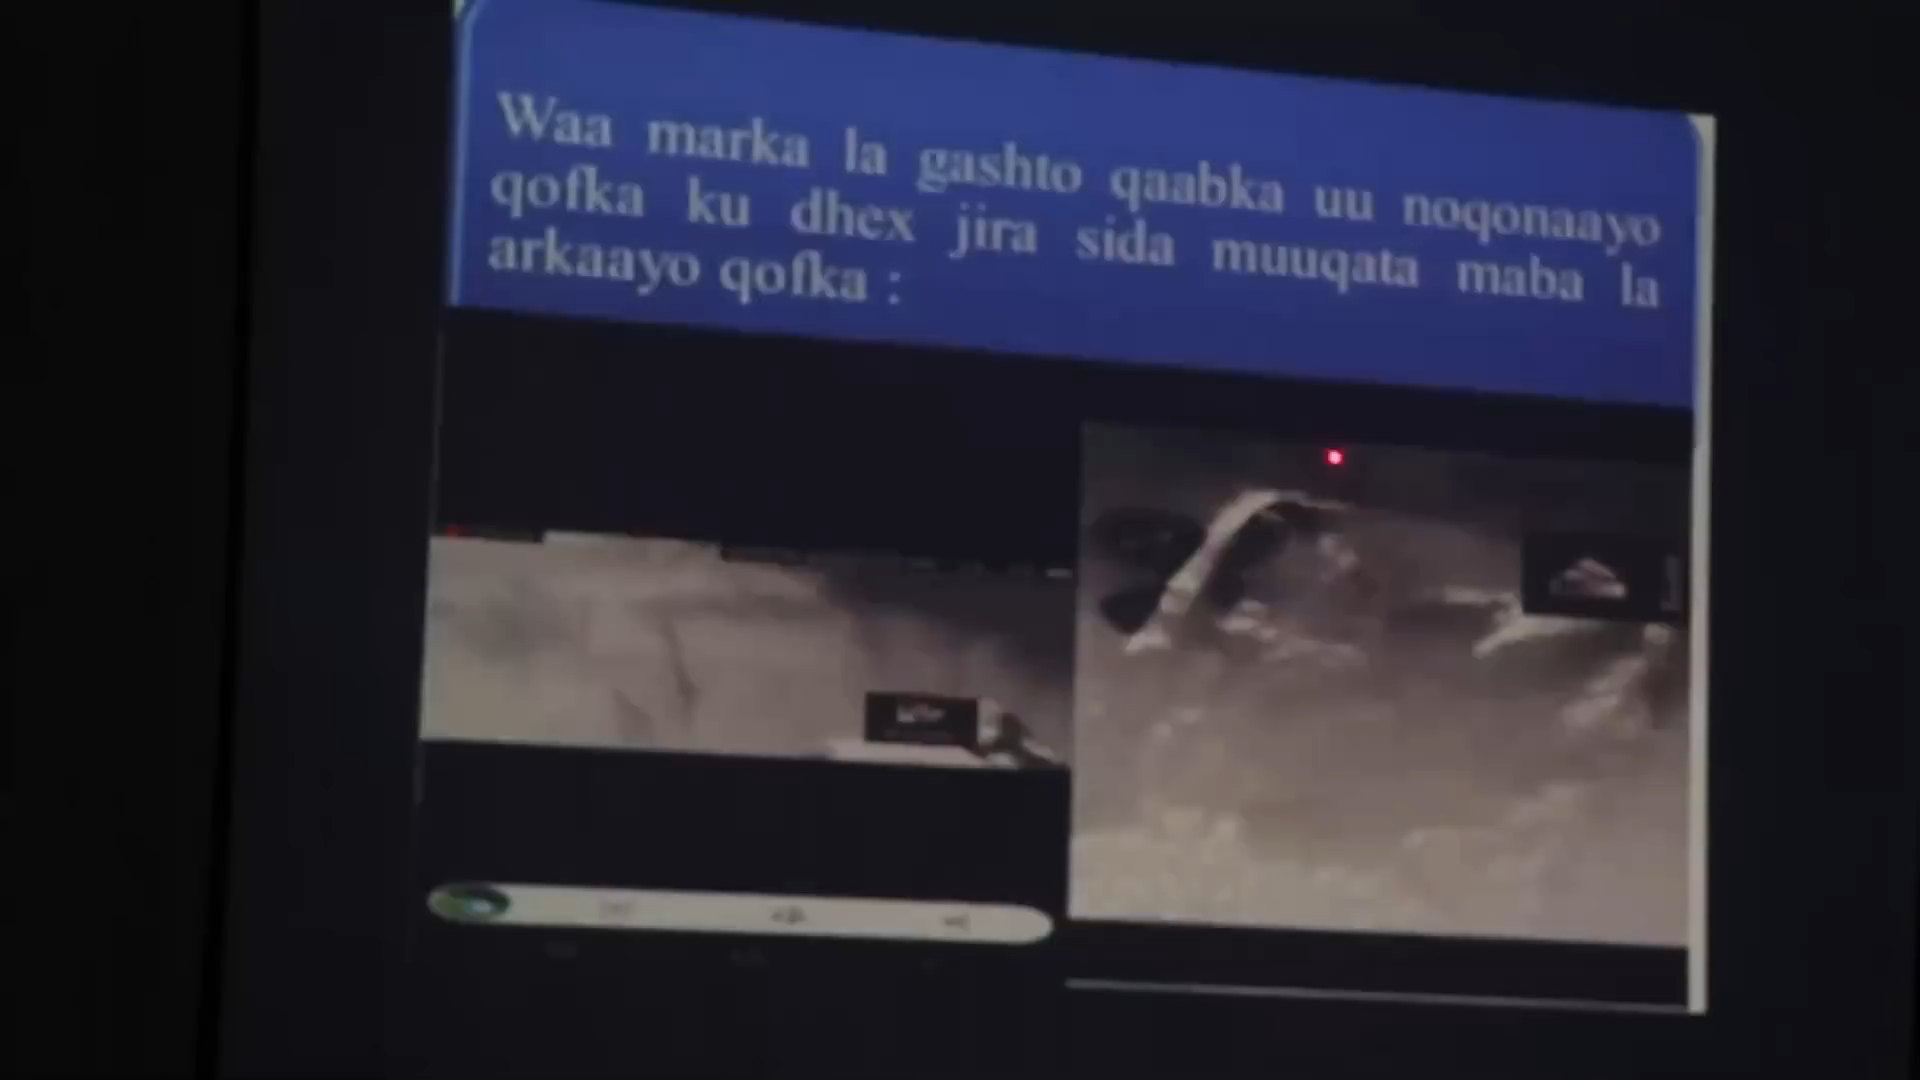 Waa marka la gashto qaabka uu noqonaayo
qofka ku dhex jira sida muuqata maba la
arkaayo qofka :